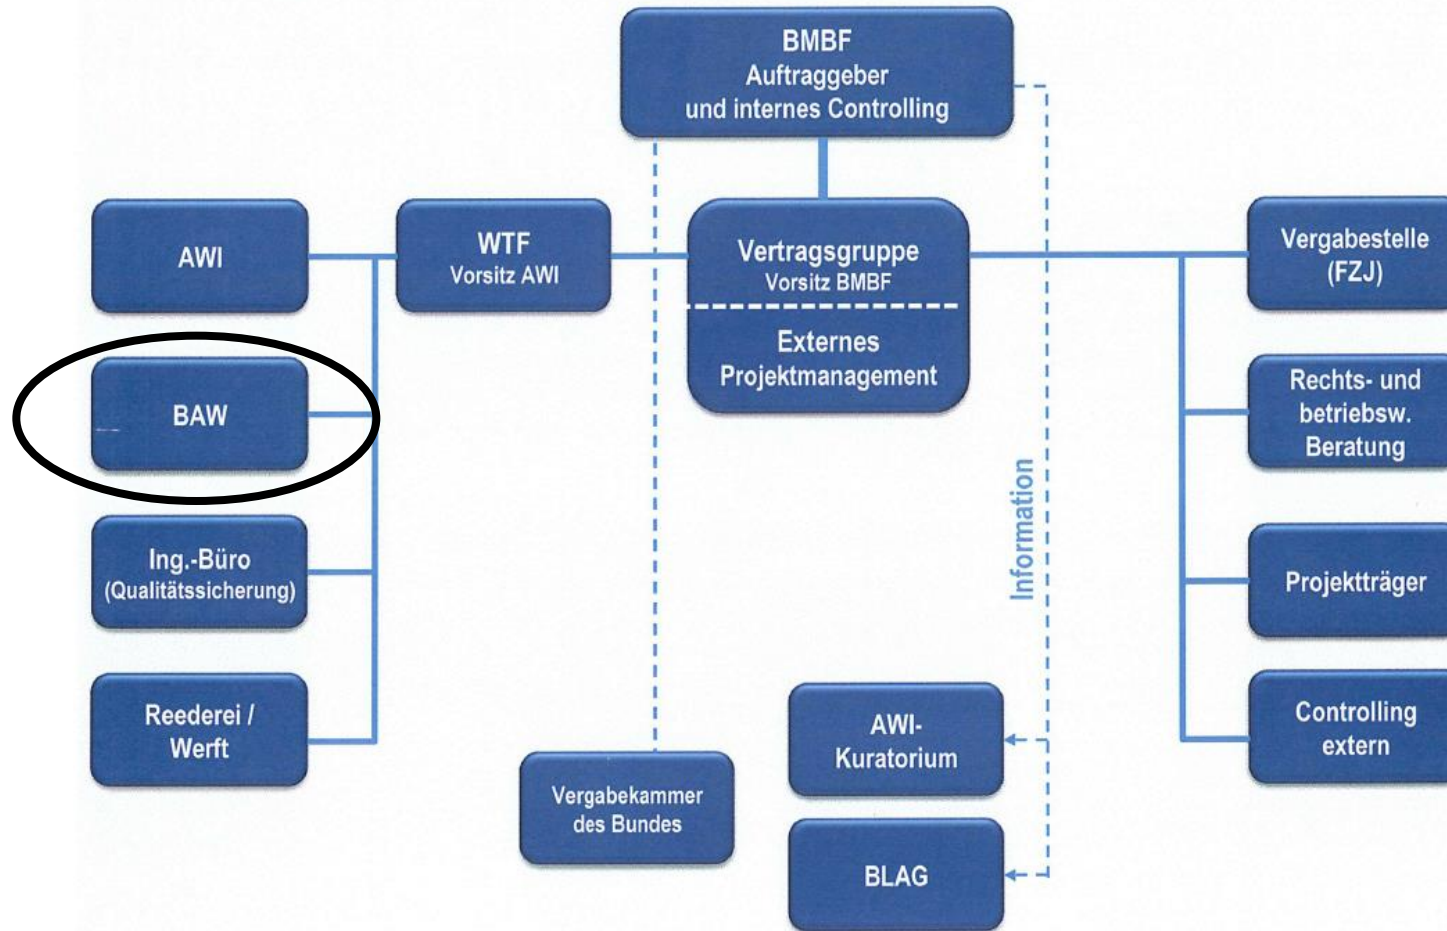 BMBF
Auftraggeber
und internes Controlling
AWI
WTF
Vorsitz AWI
Vertragsgruppe
Vorsitz BMBF
Externes
Projektmanagement
Vergabestelle
(FZJ)
BAW
Rechts- und
betriebsw.
Beratung
Ing.-Büro
(Qualitätssicherung)
Information
Projektträger
Reederei /
Werft
Vergabekammer
des Bundes
AWI-
Kuratorium
BLAG
Controlling
extern